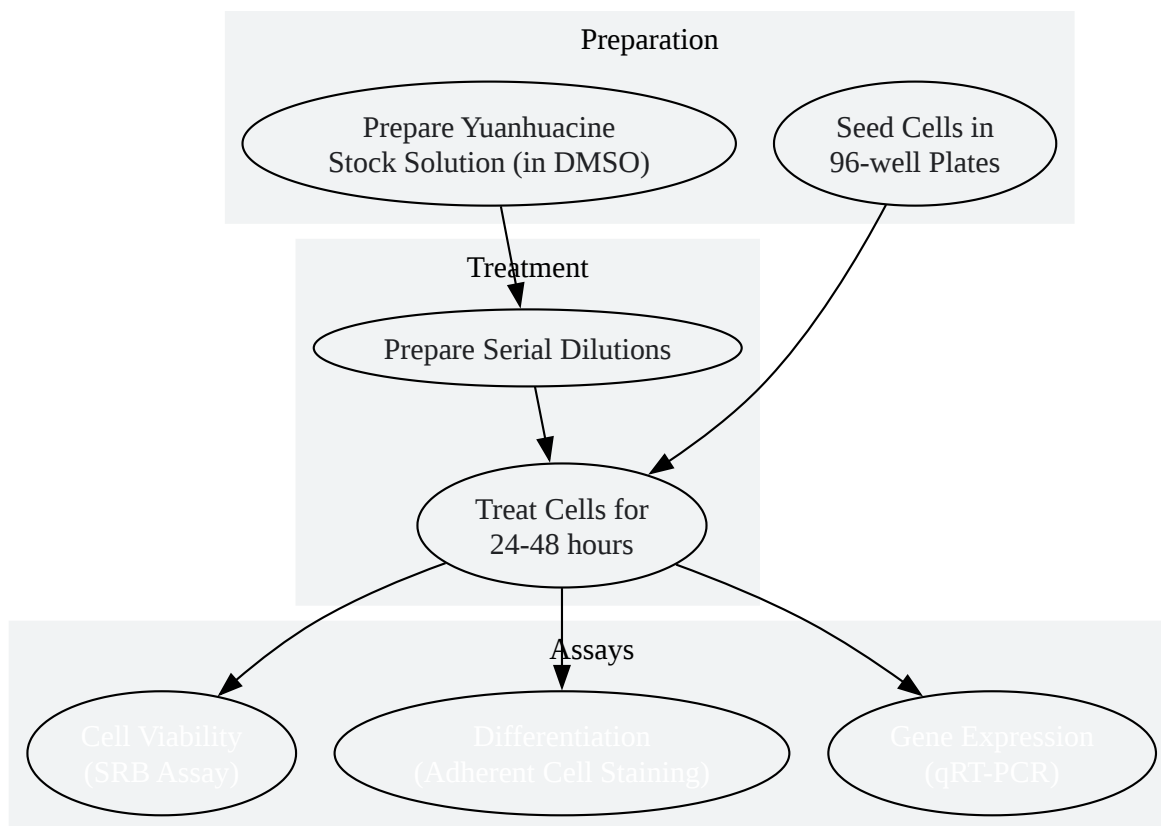 Preparation
Prepare Yuanhuacine
Stock Solution (in DMSO)
Seed Cells in
96-well Plates
Treatment
Prepare Serial Dilutions
Treat Cells for
24-48 hours
Assays
Cell Viability
(SRB Assay)
Differentiation
(Adherent Cell Staining)
Gene Expression
(qRT-PCR)